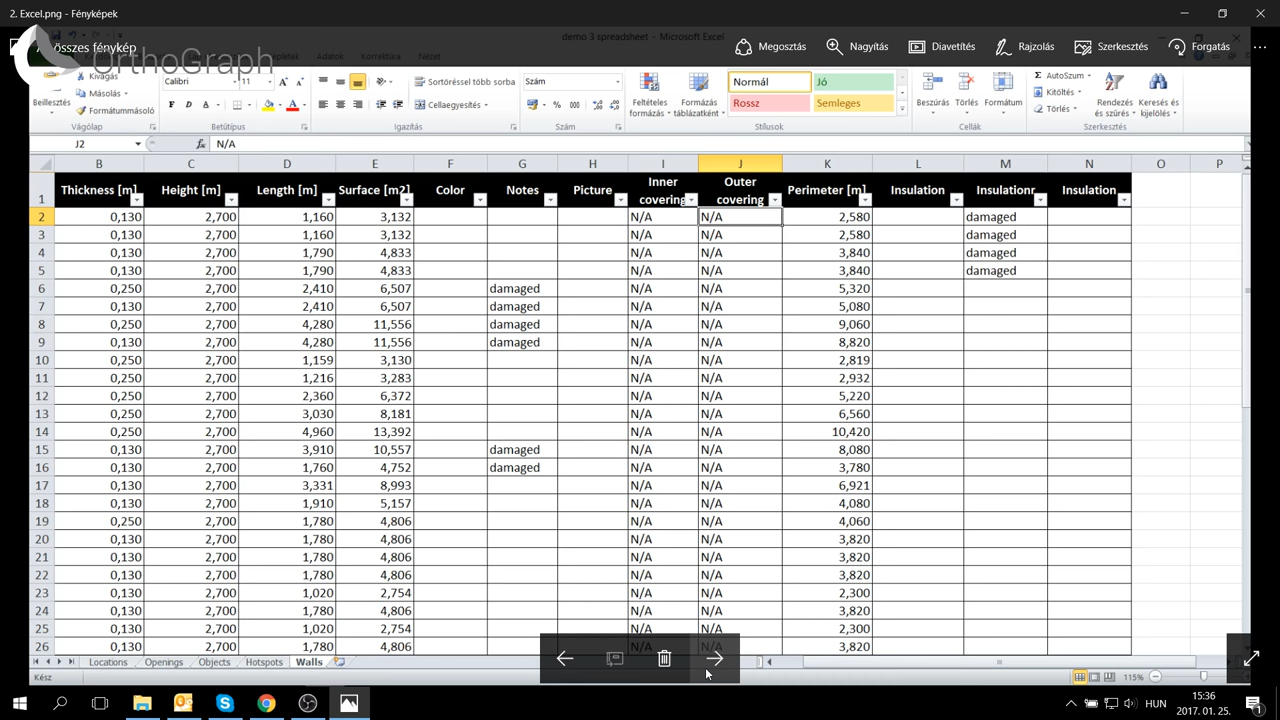 2. Excel.png - Fényképek
összes fénykép
OrthoGraph
demo 3 spreadsheet - Microsoft Excel
Megosztás Nagyítás Diavetítés Rajzolás Szerkesztés Forgatás
Adatok Korrektúra Nézet
Beillesztés
Kivágás
Másolás
Formátummásoló
Vágólap
Calibri 11
Betűtípus
Sortöréssel több sorba
Cellaegyesítés
Igazítás
Szám
% 000
Szám
Feltételes formázás
Formázás táblázatként
Normál Jó
Rossz Semleges
Stílusok
Beszúrás Törlés Formátum
Cellák
AutoSzum
Kitöltés
Törlés
Rendezés és szűrés
Keresés és kijelölés
Szerkesztés
J2 fx N/A
B C D E F G H I J K L M N O P
1 Thickness [m] Height [m] Length [m] Surface [m2] Color Notes Picture Inner covering Outer covering Perimeter [m] Insulation Insulationr Insulation
2 0,130 2,700 1,160 3,132 N/A N/A 2,580 damaged
3 0,130 2,700 1,160 3,132 N/A N/A 2,580 damaged
4 0,130 2,700 1,790 4,833 N/A N/A 3,840 damaged
5 0,130 2,700 1,790 4,833 N/A N/A 3,840 damaged
6 0,250 2,700 2,410 6,507 damaged N/A N/A 5,320
7 0,130 2,700 2,410 6,507 damaged N/A N/A 5,080
8 0,250 2,700 4,280 11,556 damaged N/A N/A 9,060
9 0,130 2,700 4,280 11,556 damaged N/A N/A 8,820
10 0,250 2,700 1,159 3,130 N/A N/A 2,819
11 0,250 2,700 1,216 3,283 N/A N/A 2,932
12 0,250 2,700 2,360 6,372 N/A N/A 5,220
13 0,250 2,700 3,030 8,181 N/A N/A 6,560
14 0,250 2,700 4,960 13,392 N/A N/A 10,420
15 0,130 2,700 3,910 10,557 damaged N/A N/A 8,080
16 0,130 2,700 1,760 4,752 damaged N/A N/A 3,780
17 0,130 2,700 3,331 8,993 N/A N/A 6,921
18 0,130 2,700 1,910 5,157 N/A N/A 4,080
19 0,250 2,700 1,780 4,806 N/A N/A 4,060
20 0,130 2,700 1,780 4,806 N/A N/A 3,820
21 0,130 2,700 1,780 4,806 N/A N/A 3,820
22 0,130 2,700 1,780 4,806 N/A N/A 3,820
23 0,130 2,700 1,020 2,754 N/A N/A 2,300
24 0,130 2,700 1,780 4,806 N/A N/A 3,820
25 0,130 2,700 1,020 2,754 N/A N/A 2,300
26 0,130 2,700 1,780 4,806 N/A N/A 3,820
Locations Openings Objects Hotspots Walls
Kész 115%
HUN 15:36
2017. 01. 25.